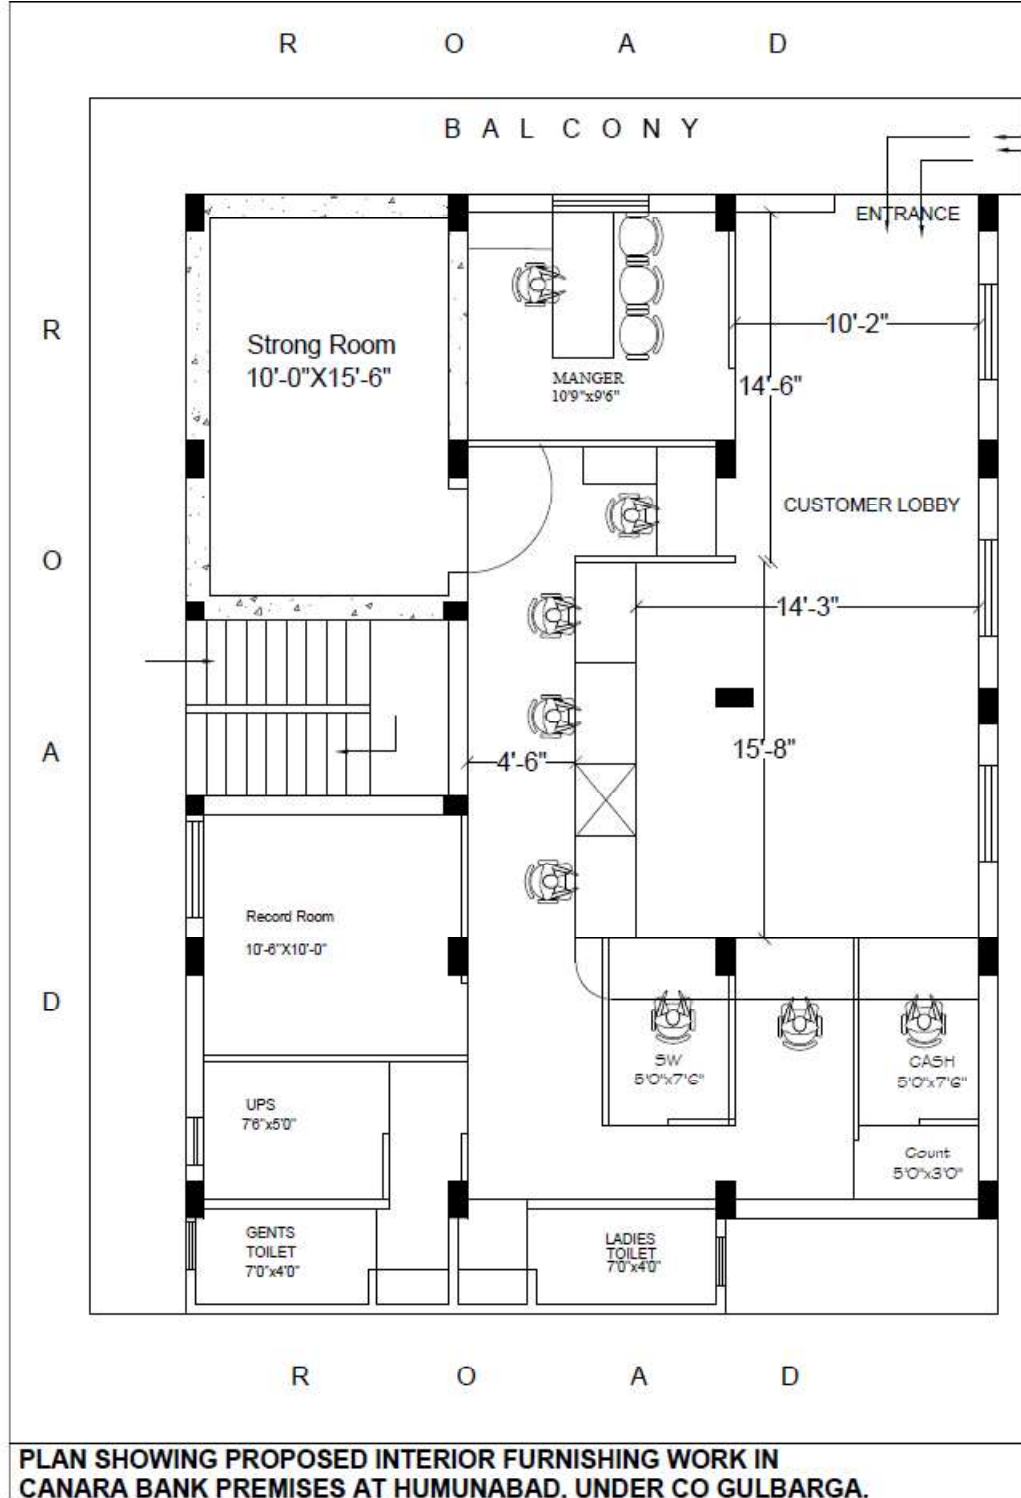 R O A D
BALCONY
ENTRANCE
R
O
A
D
Strong Room
10'-0"X15'-6"
10'-2"
MANGER
10'9"x9'6"
14'-6"
CUSTOMER LOBBY
14'-3"
4'-6"
15'-8"
Record Room
10'-6"X10'-0"
SW
5'0"x7'6"
CASH
5'0"x7'6"
UPS
7'6"x5'0"
Count
5'0"x3'0"
GENTS
TOILET
7'0"x4'0"
LADIES
TOILET
7'0"x4'0"
R O A D
PLAN SHOWING PROPOSED INTERIOR FURNISHING WORK IN
CANARA BANK PREMISES AT HUMUNABAD, UNDER CO GULBARGA.